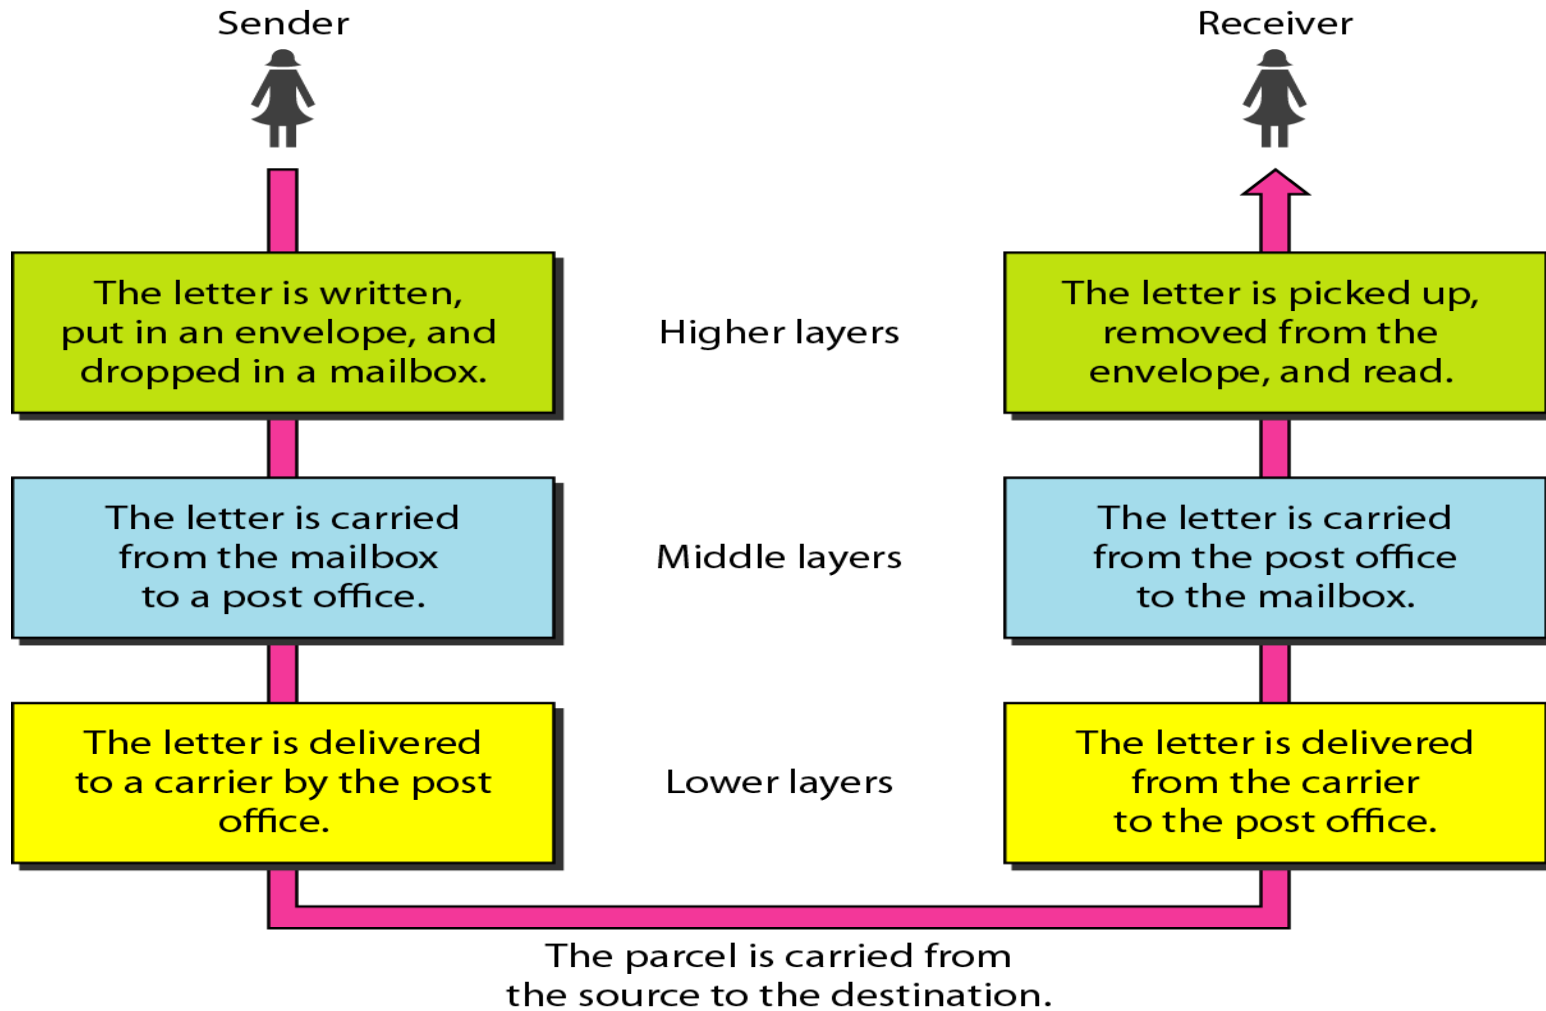 Sender
Receiver
The letter is written,
put in an envelope, and
dropped in a mailbox.
Higher layers
The letter is picked up,
removed from the
envelope, and read.
The letter is carried
from the mailbox
to a post office.
Middle layers
The letter is carried
from the post office
to the mailbox.
The letter is delivered
to a carrier by the post
office.
Lower layers
The letter is delivered
from the carrier
to the post office.
The parcel is carried from
the source to the destination.